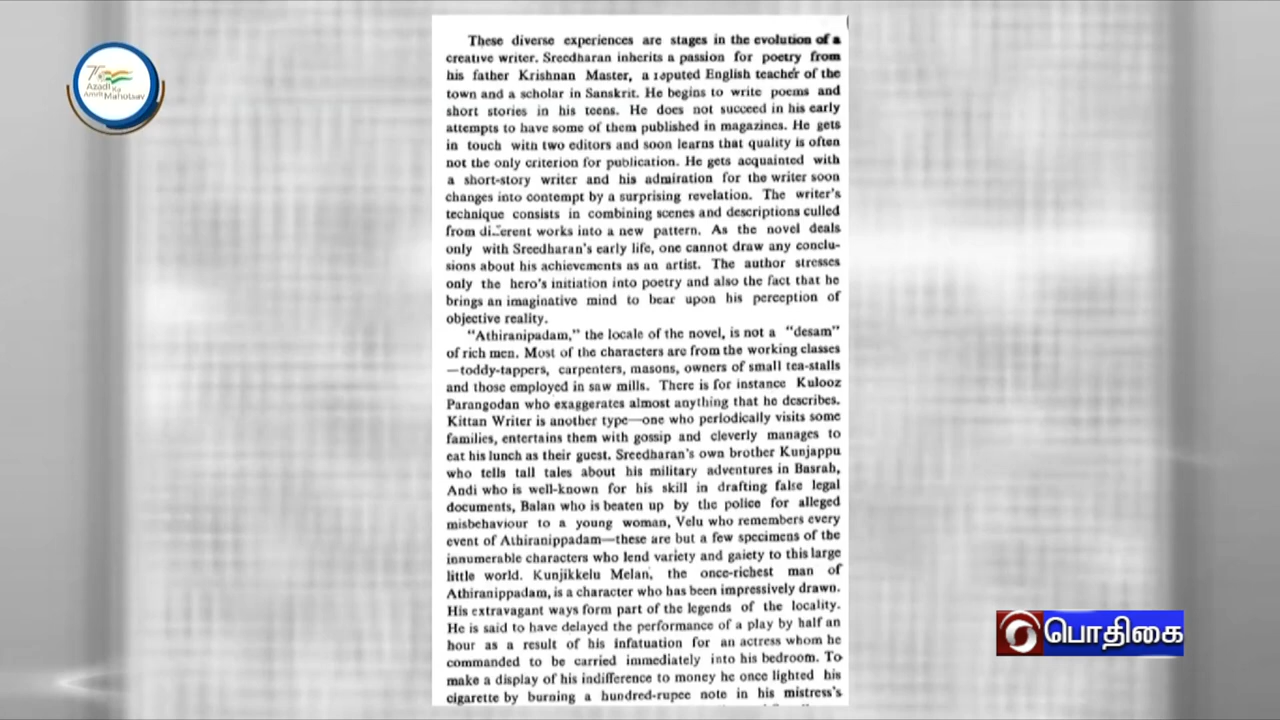 75
Azadi
Ka
Amrit Mahotsav
These diverse experiences are stages in the evolution of a
creative writer. Sreedharan inherits a passion for poetry from
his father Krishnan Master, a reputed English teacher of the
town and a scholar in Sanskrit. He begins to write poems and
short stories in his teens. He does not succeed in his early
attempts to have some of them published in magazines. He gets
in touch with two editors and soon learns that quality is often
not the only criterion for publication. He gets acquainted with
a short-story writer and his admiration for the writer soon
changes into contempt by a surprising revelation. The writer's
technique consists in combining scenes and descriptions culled
from different works into a new pattern. As the novel deals
only with Sreedharan's early life, one cannot draw any conclu-
sions about his achievements as an artist. The author stresses
only the hero's initiation into poetry and also the fact that he
brings an imaginative mind to bear upon his perception of
objective reality.
"Athiranipadam," the locale of the novel, is not a "desam"
of rich men. Most of the characters are from the working classes
—toddy-tappers, carpenters, masons, owners of small tea-stalls
and those employed in saw mills. There is for instance Kulooz
Parangodan who exaggerates almost anything that he describes.
Kittan Writer is another type—one who periodically visits some
families, entertains them with gossip and cleverly manages to
eat his lunch as their guest. Sreedharan's own brother Kunjappu
who tells tall tales about his military adventures in Basrah,
Andi who is well-known for his skill in drafting false legal
documents, Balan who is beaten up by the police for alleged
misbehaviour to a young woman, Velu who remembers every
event of Athiranippadam—these are but a few specimens of the
innumerable characters who lend variety and gaiety to this large
little world. Kunjikkelu Melan, the once-richest man of
Athiranippadam, is a character who has been impressively drawn.
His extravagant ways form part of the legends of the locality.
He is said to have delayed the performance of a play by half an
hour as a result of his infatuation for an actress whom he
commanded to be carried immediately into his bedroom. To
make a display of his indifference to money he once lighted his
cigarette by burning a hundred-rupee note in his mistress's
பொதிகை